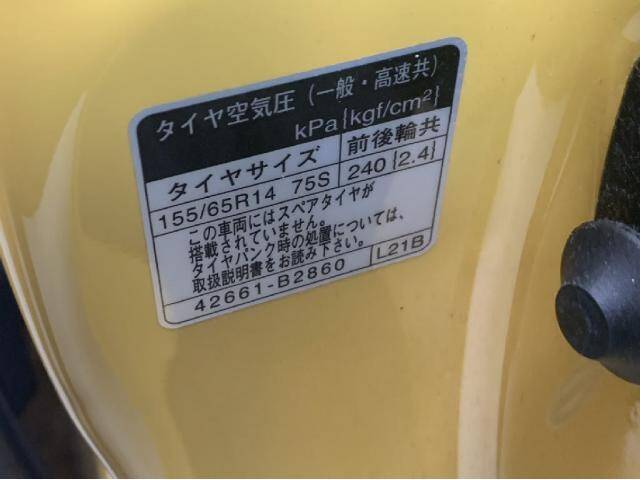 タイヤ空気圧 (一般・高速共)
kPa{kgf/cm²}
タイヤサイズ 前後輪共
155/65R14 75S 240{2.4}
この車両にはスペアタイヤが
搭載されていません。
タイヤパンク時の処置については、
取扱説明書をお読み下さい。
42661-B2860 L21B